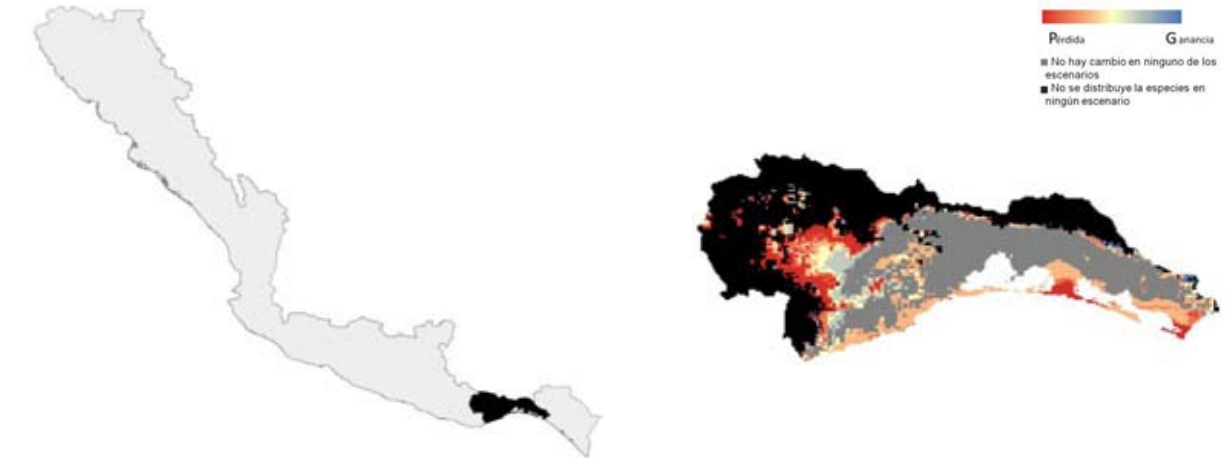 Pérdida Ganancia
No hay cambio en ninguno de los
escenarios
No se distribuye la especies en
ningún escenario